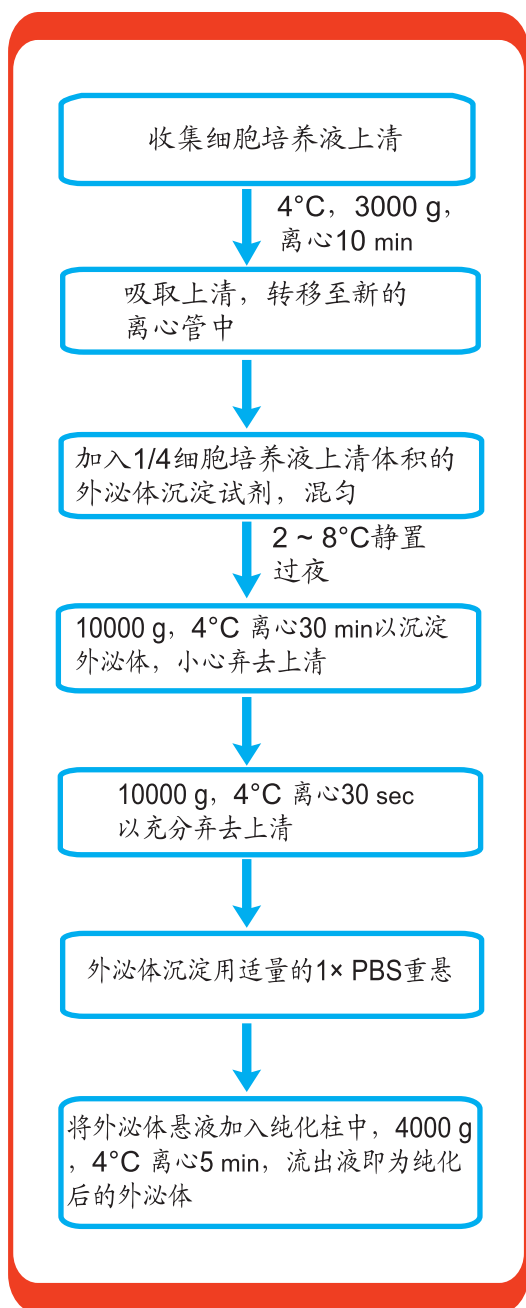 收集细胞培养液上清
4°C，3000 g，
离心10 min
吸取上清，转移至新的
离心管中
加入1/4细胞培养液上清体积的
外泌体沉淀试剂，混匀
2 ~ 8°C静置
过夜
10000 g，4°C 离心30 min以沉淀
外泌体，小心弃去上清
10000 g，4°C 离心30 sec
以充分弃去上清
外泌体沉淀用适量的1× PBS重悬
将外泌体悬液加入纯化柱中，4000 g
，4°C 离心5 min，流出液即为纯化
后的外泌体